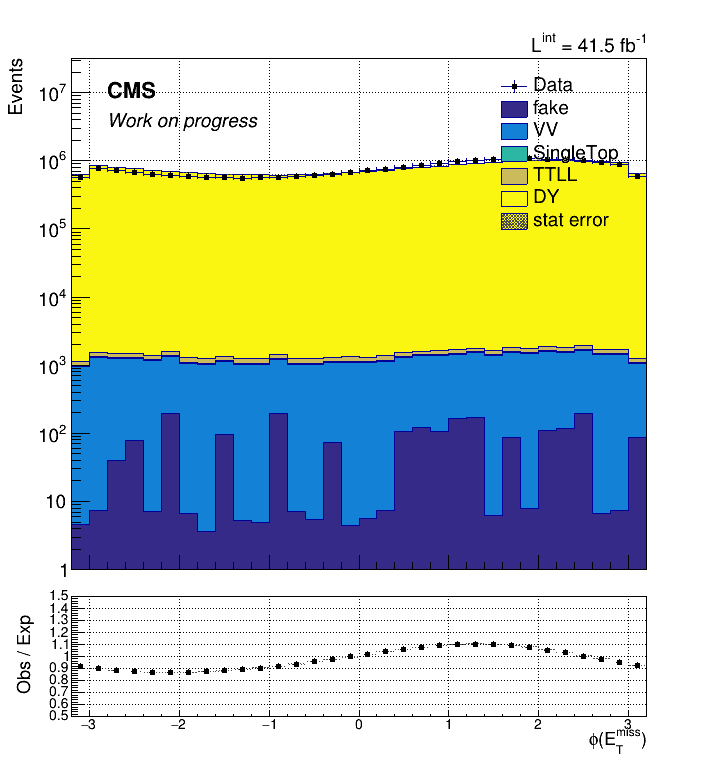 L^int = 41.5 fb^-1
Events
CMS
Work on progress
Data
fake
VV
SingleTop
TTLL
DY
stat error
10^7
10^6
10^5
10^4
10^3
10^2
10
1
Obs / Exp
1.5
1.4
1.3
1.2
1.1
1
0.9
0.8
0.7
0.6
0.5
−3 −2 −1 0 1 2 3
ϕ(E_T^miss)